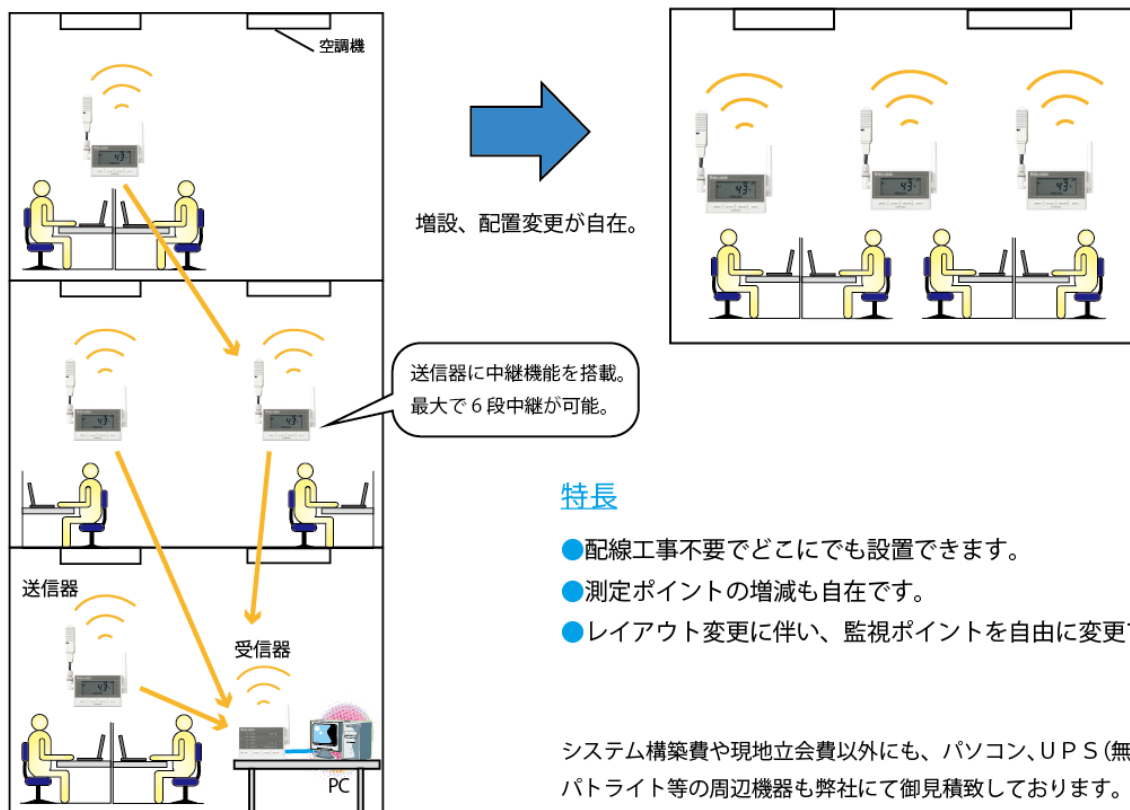 空調機
増設、配置変更が自在。
送信器に中継機能を搭載。
最大で６段中継が可能。
特長
●配線工事不要でどこにでも設置できます。
●測定ポイントの増減も自在です。
●レイアウト変更に伴い、監視ポイントを自由に変更
送信器
受信器
PC
システム構築費や現地立会費以外にも、パソコン、ＵＰＳ（無
パトライト等の周辺機器も弊社にて御見積致しております。